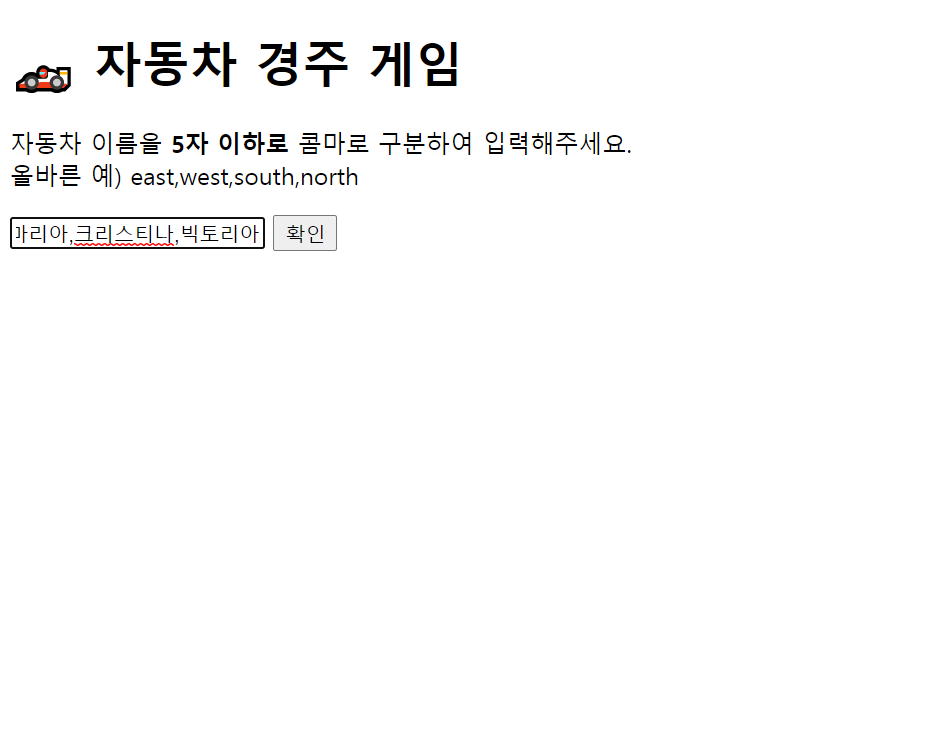 자동차 경주 게임
자동차 이름을 5자 이하로 콤마로 구분하여 입력해주세요.
올바른 예) east,west,south,north
마리아,크리스티나,빅토리아 확인